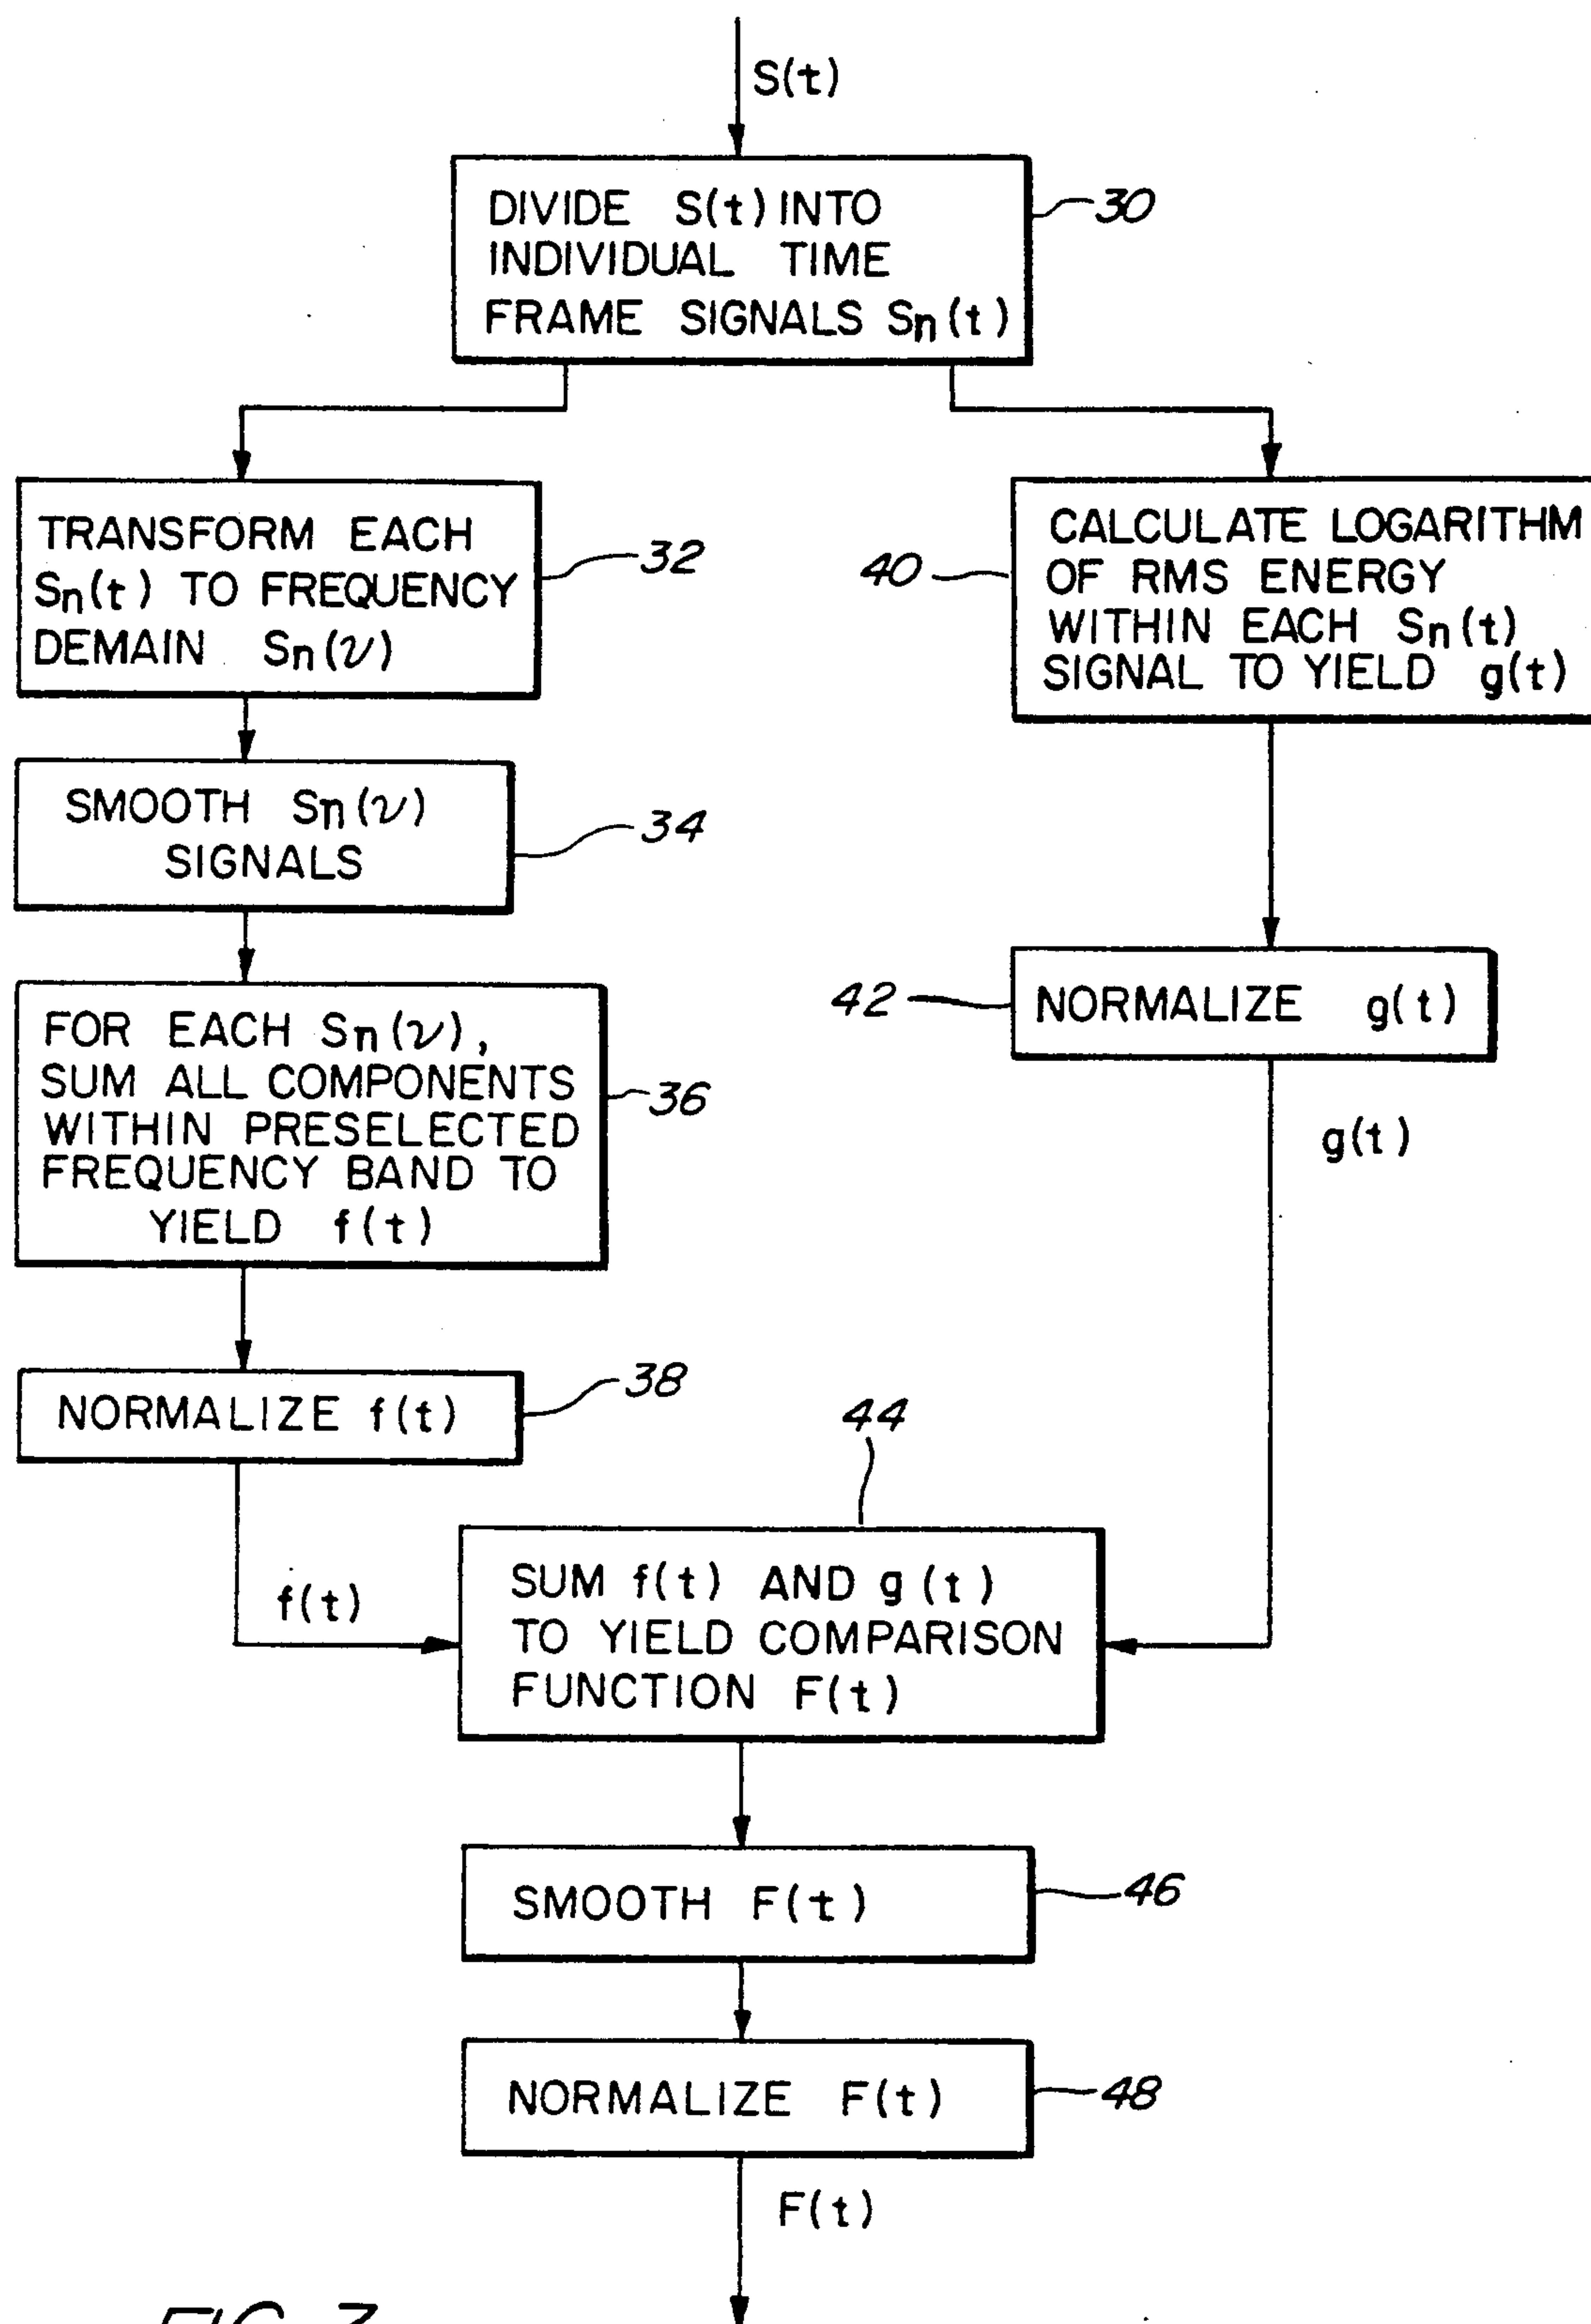 S(t)
DIVIDE S(t) INTO
INDIVIDUAL TIME
FRAME SIGNALS Sn(t)
30
TRANSFORM EACH
Sn(t) TO FREQUENCY
DEMAIN Sn(ν)
32
40
CALCULATE LOGARITHM
OF RMS ENERGY
WITHIN EACH Sn(t)
SIGNAL TO YIELD g(t)
SMOOTH Sn(ν)
SIGNALS
34
42
NORMALIZE g(t)
FOR EACH Sn(ν),
SUM ALL COMPONENTS
WITHIN PRESELECTED
FREQUENCY BAND TO
YIELD f(t)
36
g(t)
NORMALIZE f(t)
38
44
f(t)
SUM f(t) AND g(t)
TO YIELD COMPARISON
FUNCTION F(t)
SMOOTH F(t)
46
NORMALIZE F(t)
48
F(t)